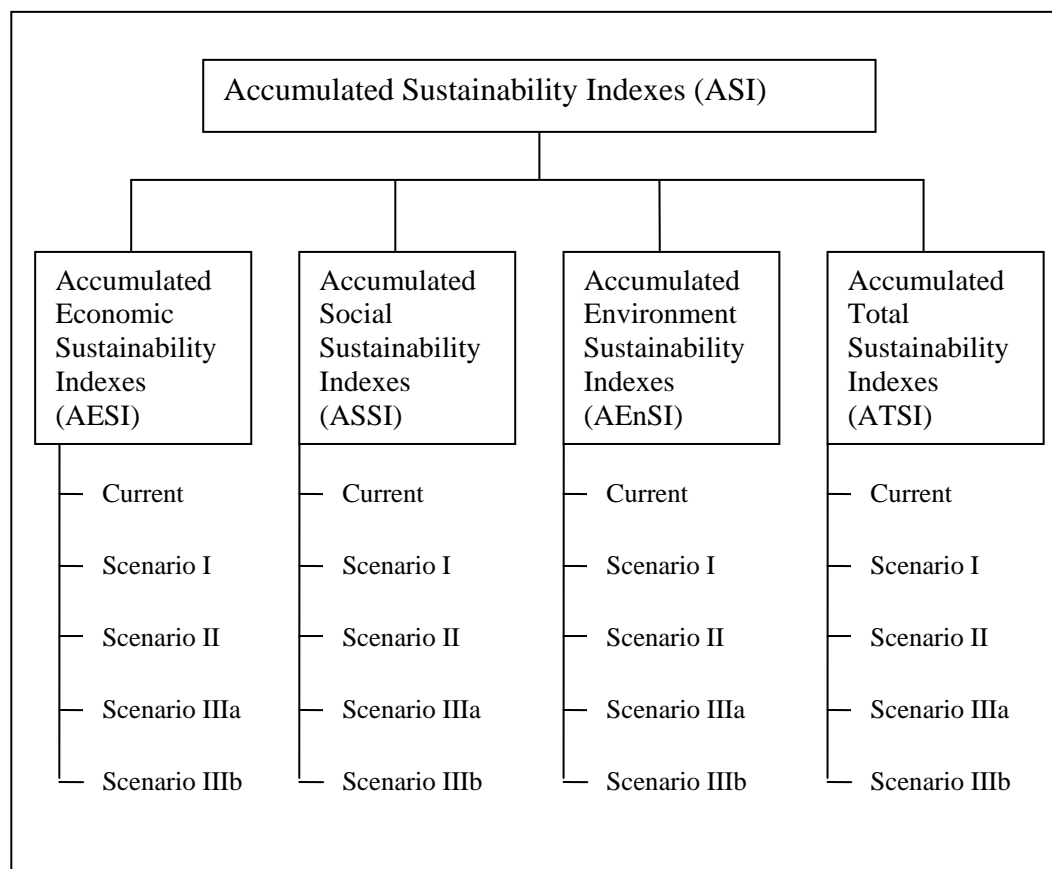 Accumulated Sustainability Indexes (ASI)
Accumulated
Economic
Sustainability
Indexes
(AESI)
Current
Scenario I
Scenario II
Scenario IIIa
Scenario IIIb
Accumulated
Social
Sustainability
Indexes
(ASSI)
Current
Scenario I
Scenario II
Scenario IIIa
Scenario IIIb
Accumulated
Environment
Sustainability
Indexes
(AEnSI)
Current
Scenario I
Scenario II
Scenario IIIa
Scenario IIIb
Accumulated
Total
Sustainability
Indexes
(ATSI)
Current
Scenario I
Scenario II
Scenario IIIa
Scenario IIIb